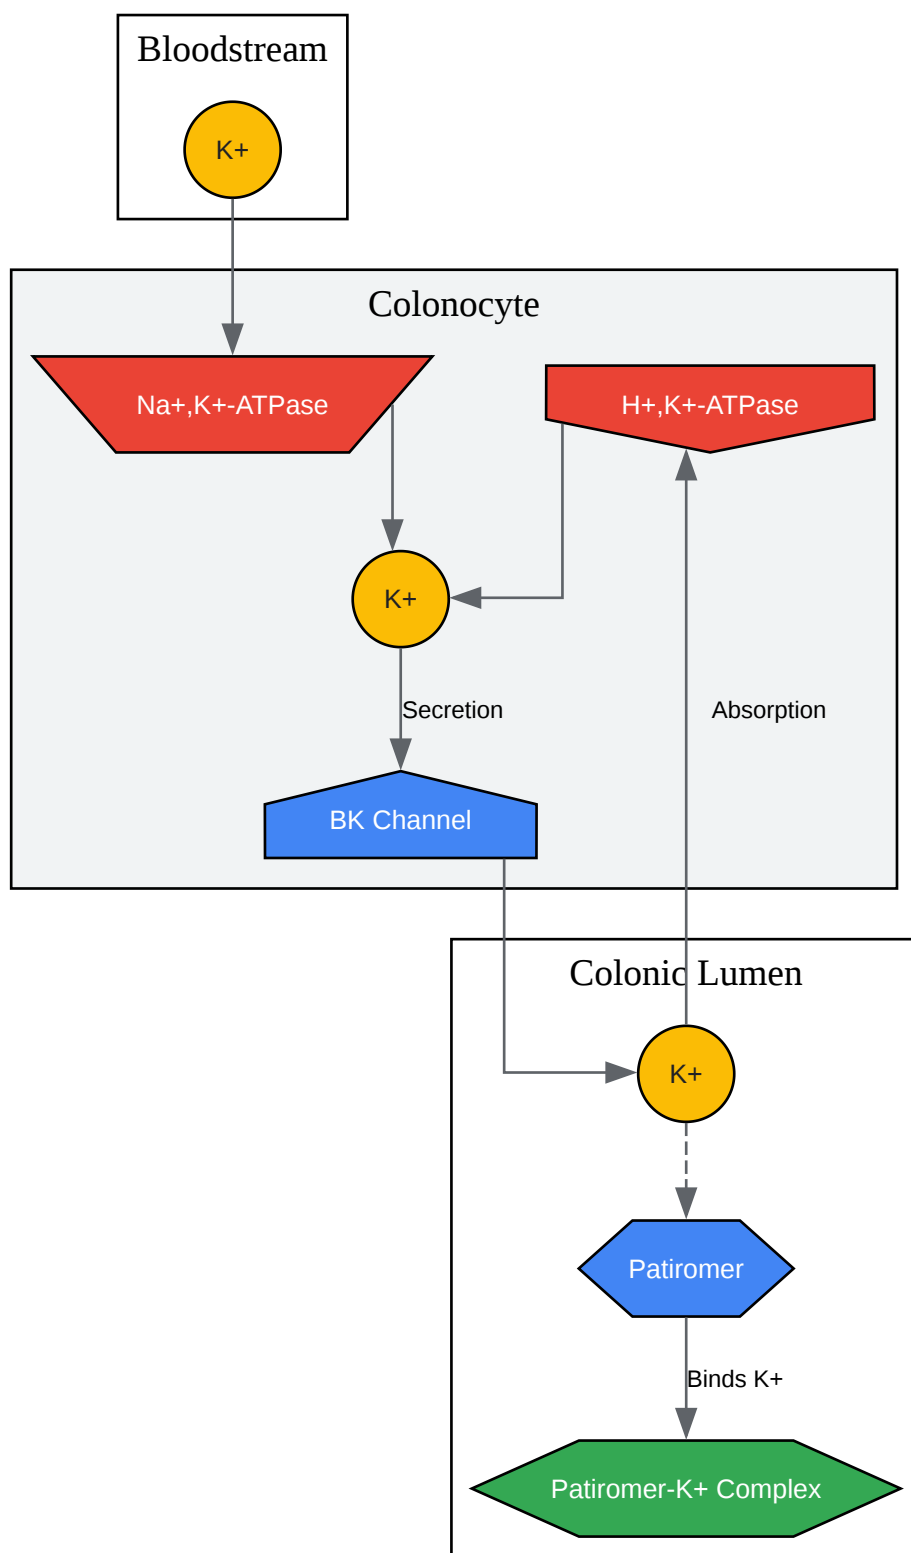 Bloodstream
K+
Colonocyte
Na+,K+-ATPase
H+,K+-ATPase
K+
Secretion
Absorption
BK Channel
Colonic Lumen
K+
Patiromer
Binds K+
Patiromer-K+ Complex